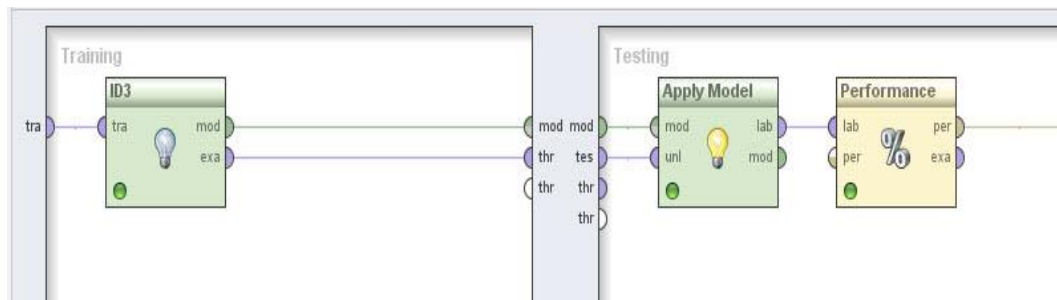 Training
Testing
ID3
Apply Model
Performance
tra
tra
mod
mod
mod
mod
lab
lab
per
exa
thr
tes
unl
mod
per
exa
%
thr
thr
thr